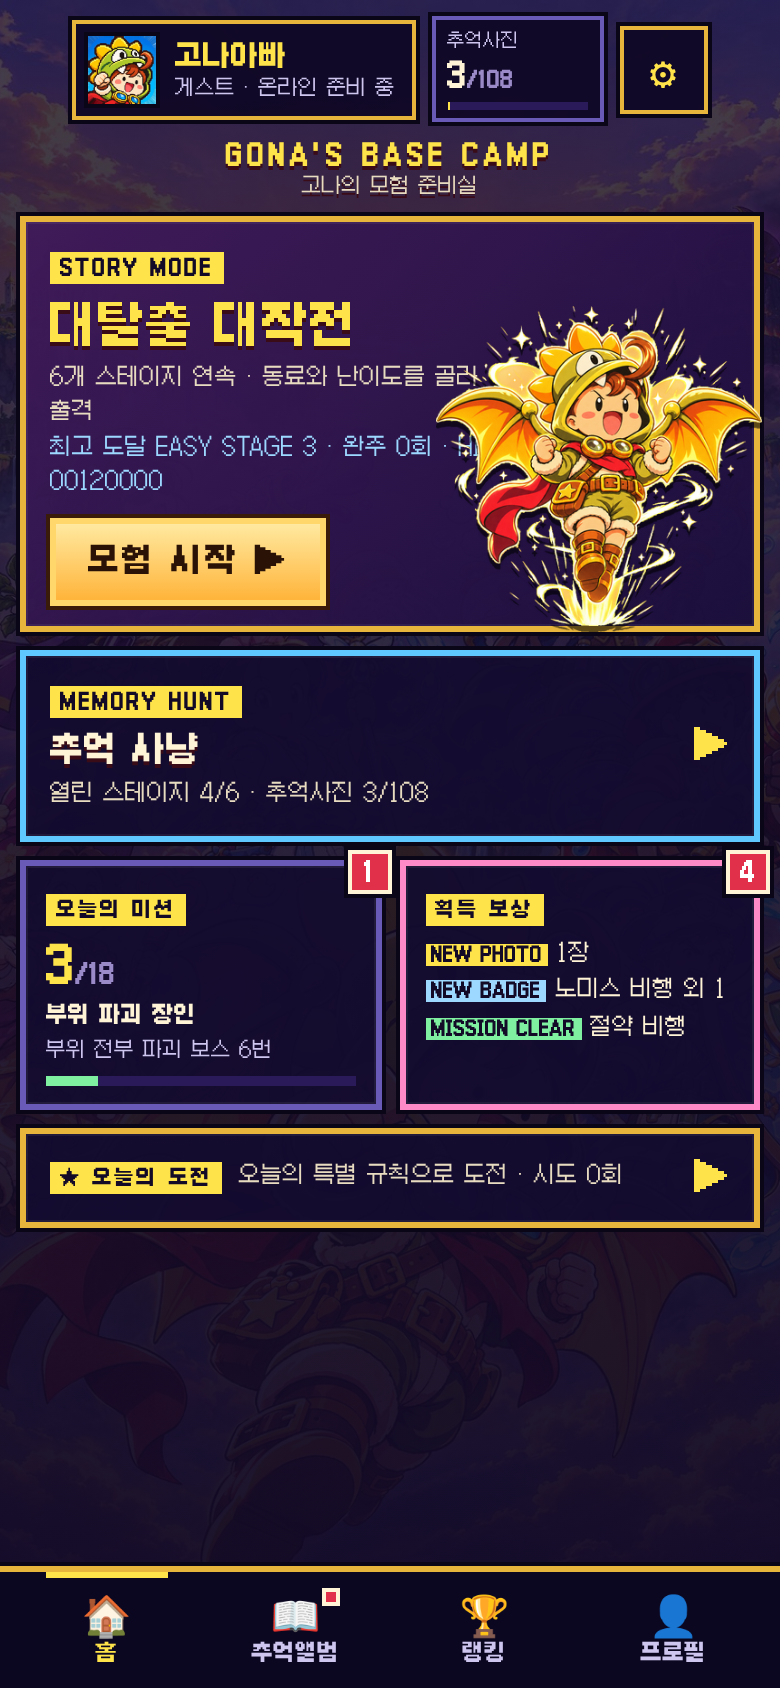 고나아빠
게스트 · 온라인 준비 중
추억사진
3/108
GONA'S BASE CAMP
고나의 모험 준비실
STORY MODE
대탈출 대작전
6개 스테이지 연속 · 동료와 난이도를 골라
출격
최고 도달 EASY STAGE 3 · 완주 0회 ·
00120000
모험 시작 ▶
MEMORY HUNT
추억 사냥
열린 스테이지 4/6 · 추억사진 3/108
1
오늘의 미션
3/18
부위 파괴 장인
부위 전부 파괴 보스 6번
4
획득 보상
NEW PHOTO 1장
NEW BADGE 노미스 비행 외 1
MISSION CLEAR 절약 비행
★ 오늘의 도전 오늘의 특별 규칙으로 도전 · 시도 0회
홈
추억앨범
랭킹
프로필